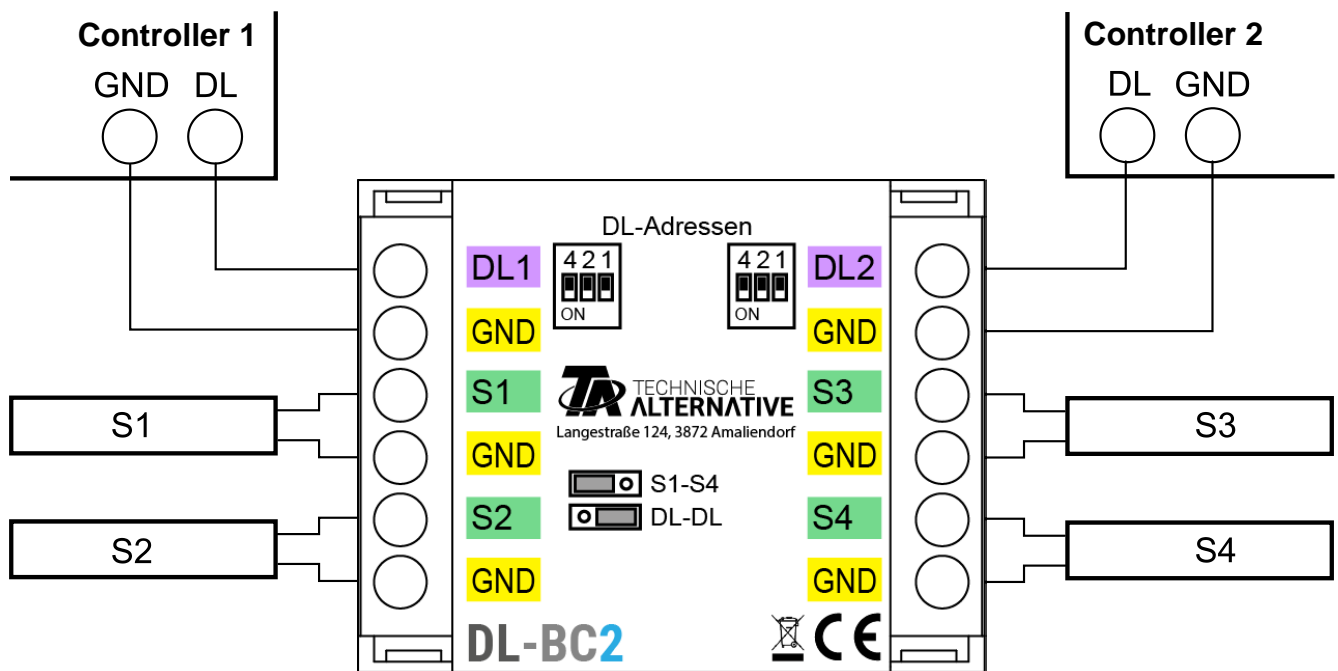 Controller 1
GND DL
Controller 2
DL GND
DL-Adressen
DL1
4 2 1
ON
4 2 1
ON
DL2
GND
GND
S1
TA TECHNISCHE
ALTERNATIVE
Langestraße 124, 3872 Amaliendorf
S3
S1
S3
GND
GND
S1-S4
S2
DL-DL
S4
S2
S4
GND
GND
DL-BC2
CE